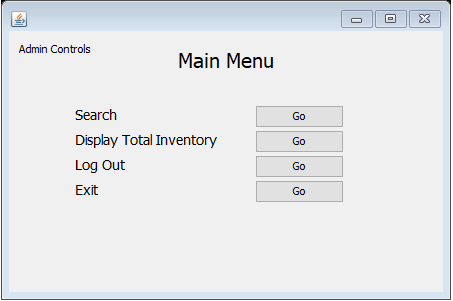 Admin Controls
Main Menu
Search Go
Display Total Inventory Go
Log Out Go
Exit Go